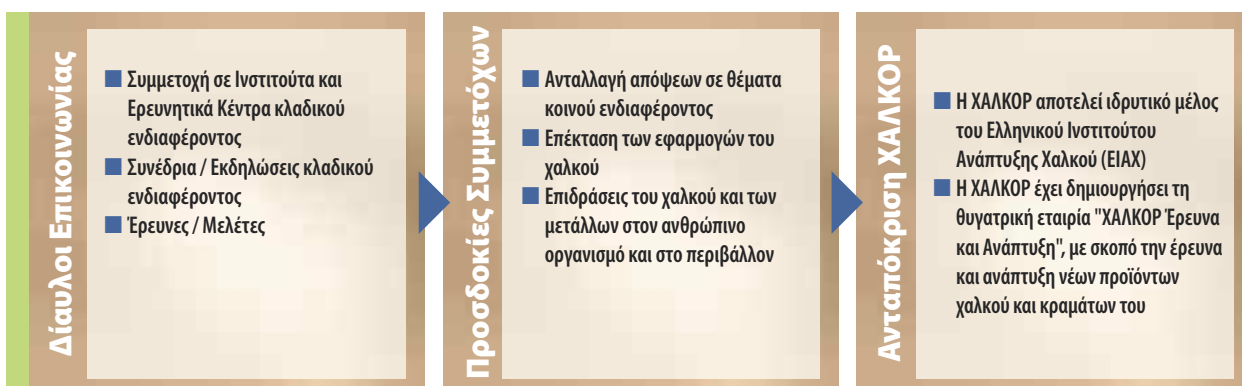 Δίαυλοι Επικοινωνίας
■ Συμμετοχή σε Ινστιτούτα και
Ερευνητικά Κέντρα κλαδικού
ενδιαφέροντος
■ Συνέδρια / Εκδηλώσεις κλαδικού
ενδιαφέροντος
■ Έρευνες / Μελέτες
Προσδοκίες Συμμετόχων
■ Ανταλλαγή απόψεων σε θέματα
κοινού ενδιαφέροντος
■ Επέκταση των εφαρμογών του
χαλκού
■ Επιδράσεις του χαλκού και των
μετάλλων στον ανθρώπινο
οργανισμό και στο περιβάλλον
Ανταπόκριση ΧΑΛΚΟΡ
■ Η ΧΑΛΚΟΡ αποτελεί ιδρυτικό μέλος
του Ελληνικού Ινστιτούτου
Ανάπτυξης Χαλκού (ΕΙΑΧ)
■ Η ΧΑΛΚΟΡ έχει δημιουργήσει τη
θυγατρική εταιρία "ΧΑΛΚΟΡ Έρευνα
και Ανάπτυξη", με σκοπό την έρευνα
και ανάπτυξη νέων προϊόντων
χαλκού και κραμάτων του